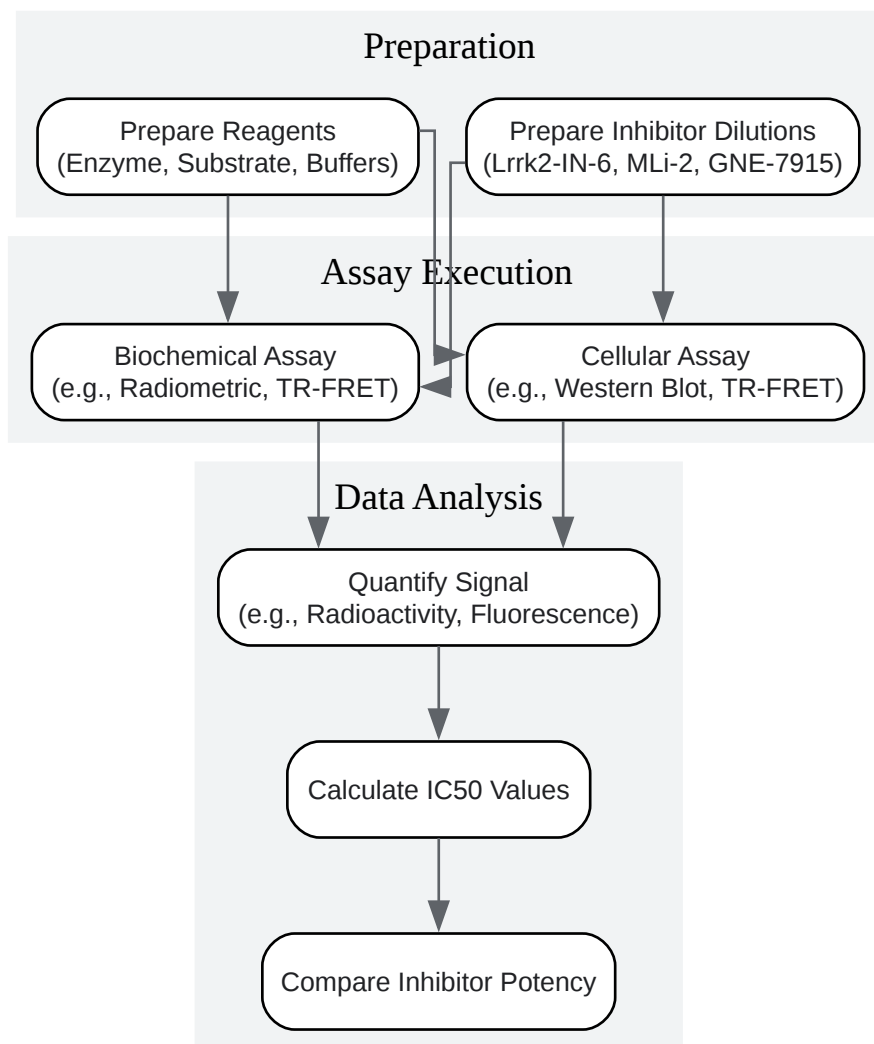 Preparation
Prepare Reagents
(Enzyme, Substrate, Buffers)
Prepare Inhibitor Dilutions
(Lrrk2-IN-6, MLi-2, GNE-7915)
Assay Execution
Biochemical Assay
(e.g., Radiometric, TR-FRET)
Cellular Assay
(e.g., Western Blot, TR-FRET)
Data Analysis
Quantify Signal
(e.g., Radioactivity, Fluorescence)
Calculate IC50 Values
Compare Inhibitor Potency